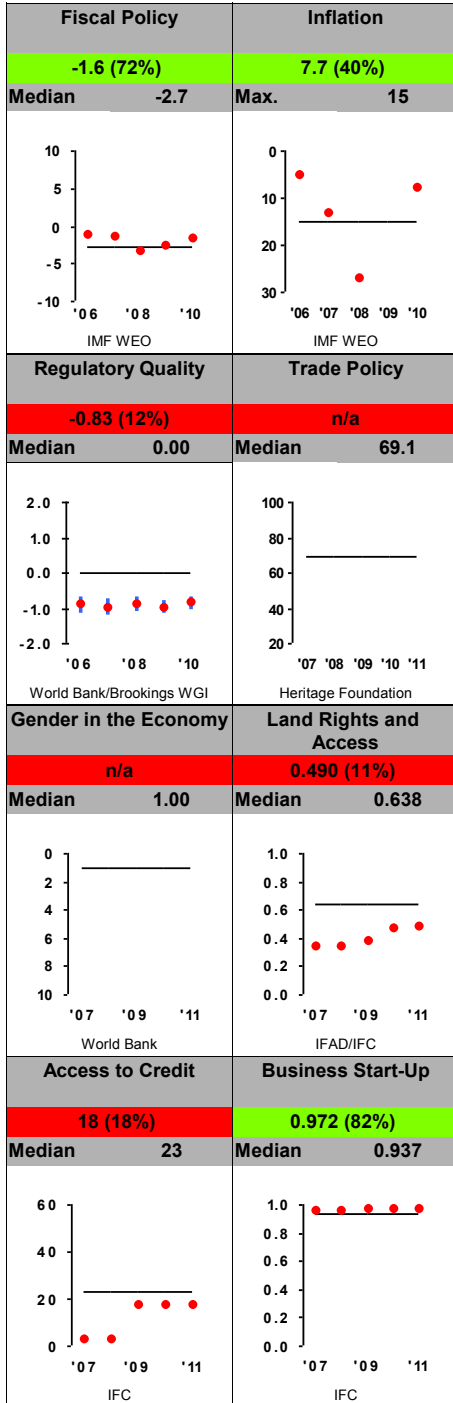 Fiscal Policy
-1.6 (72%)
Median -2.7
10
5
0
-5
-10
'06 '08 '10
IMF WEO
Inflation
7.7 (40%)
Max. 15
0
10
20
30
'06 '07 '08 '09 '10
IMF WEO
Regulatory Quality
-0.83 (12%)
Median 0.00
2.0
1.0
0.0
-1.0
-2.0
'06 '08 '10
World Bank/Brookings WGI
Trade Policy
n/a
Median 69.1
100
80
60
40
20
'07 '08 '09 '10 '11
Heritage Foundation
Gender in the Economy
n/a
Median 1.00
0
2
4
6
8
10
'07 '09 '11
World Bank
Land Rights and
Access
0.490 (11%)
Median 0.638
1.0
0.8
0.6
0.4
0.2
0.0
'07 '09 '11
IFAD/IFC
Access to Credit
18 (18%)
Median 23
60
40
20
0
'07 '09 '11
IFC
Business Start-Up
0.972 (82%)
Median 0.937
1.0
0.8
0.6
0.4
0.2
0.0
'07 '09 '11
IFC